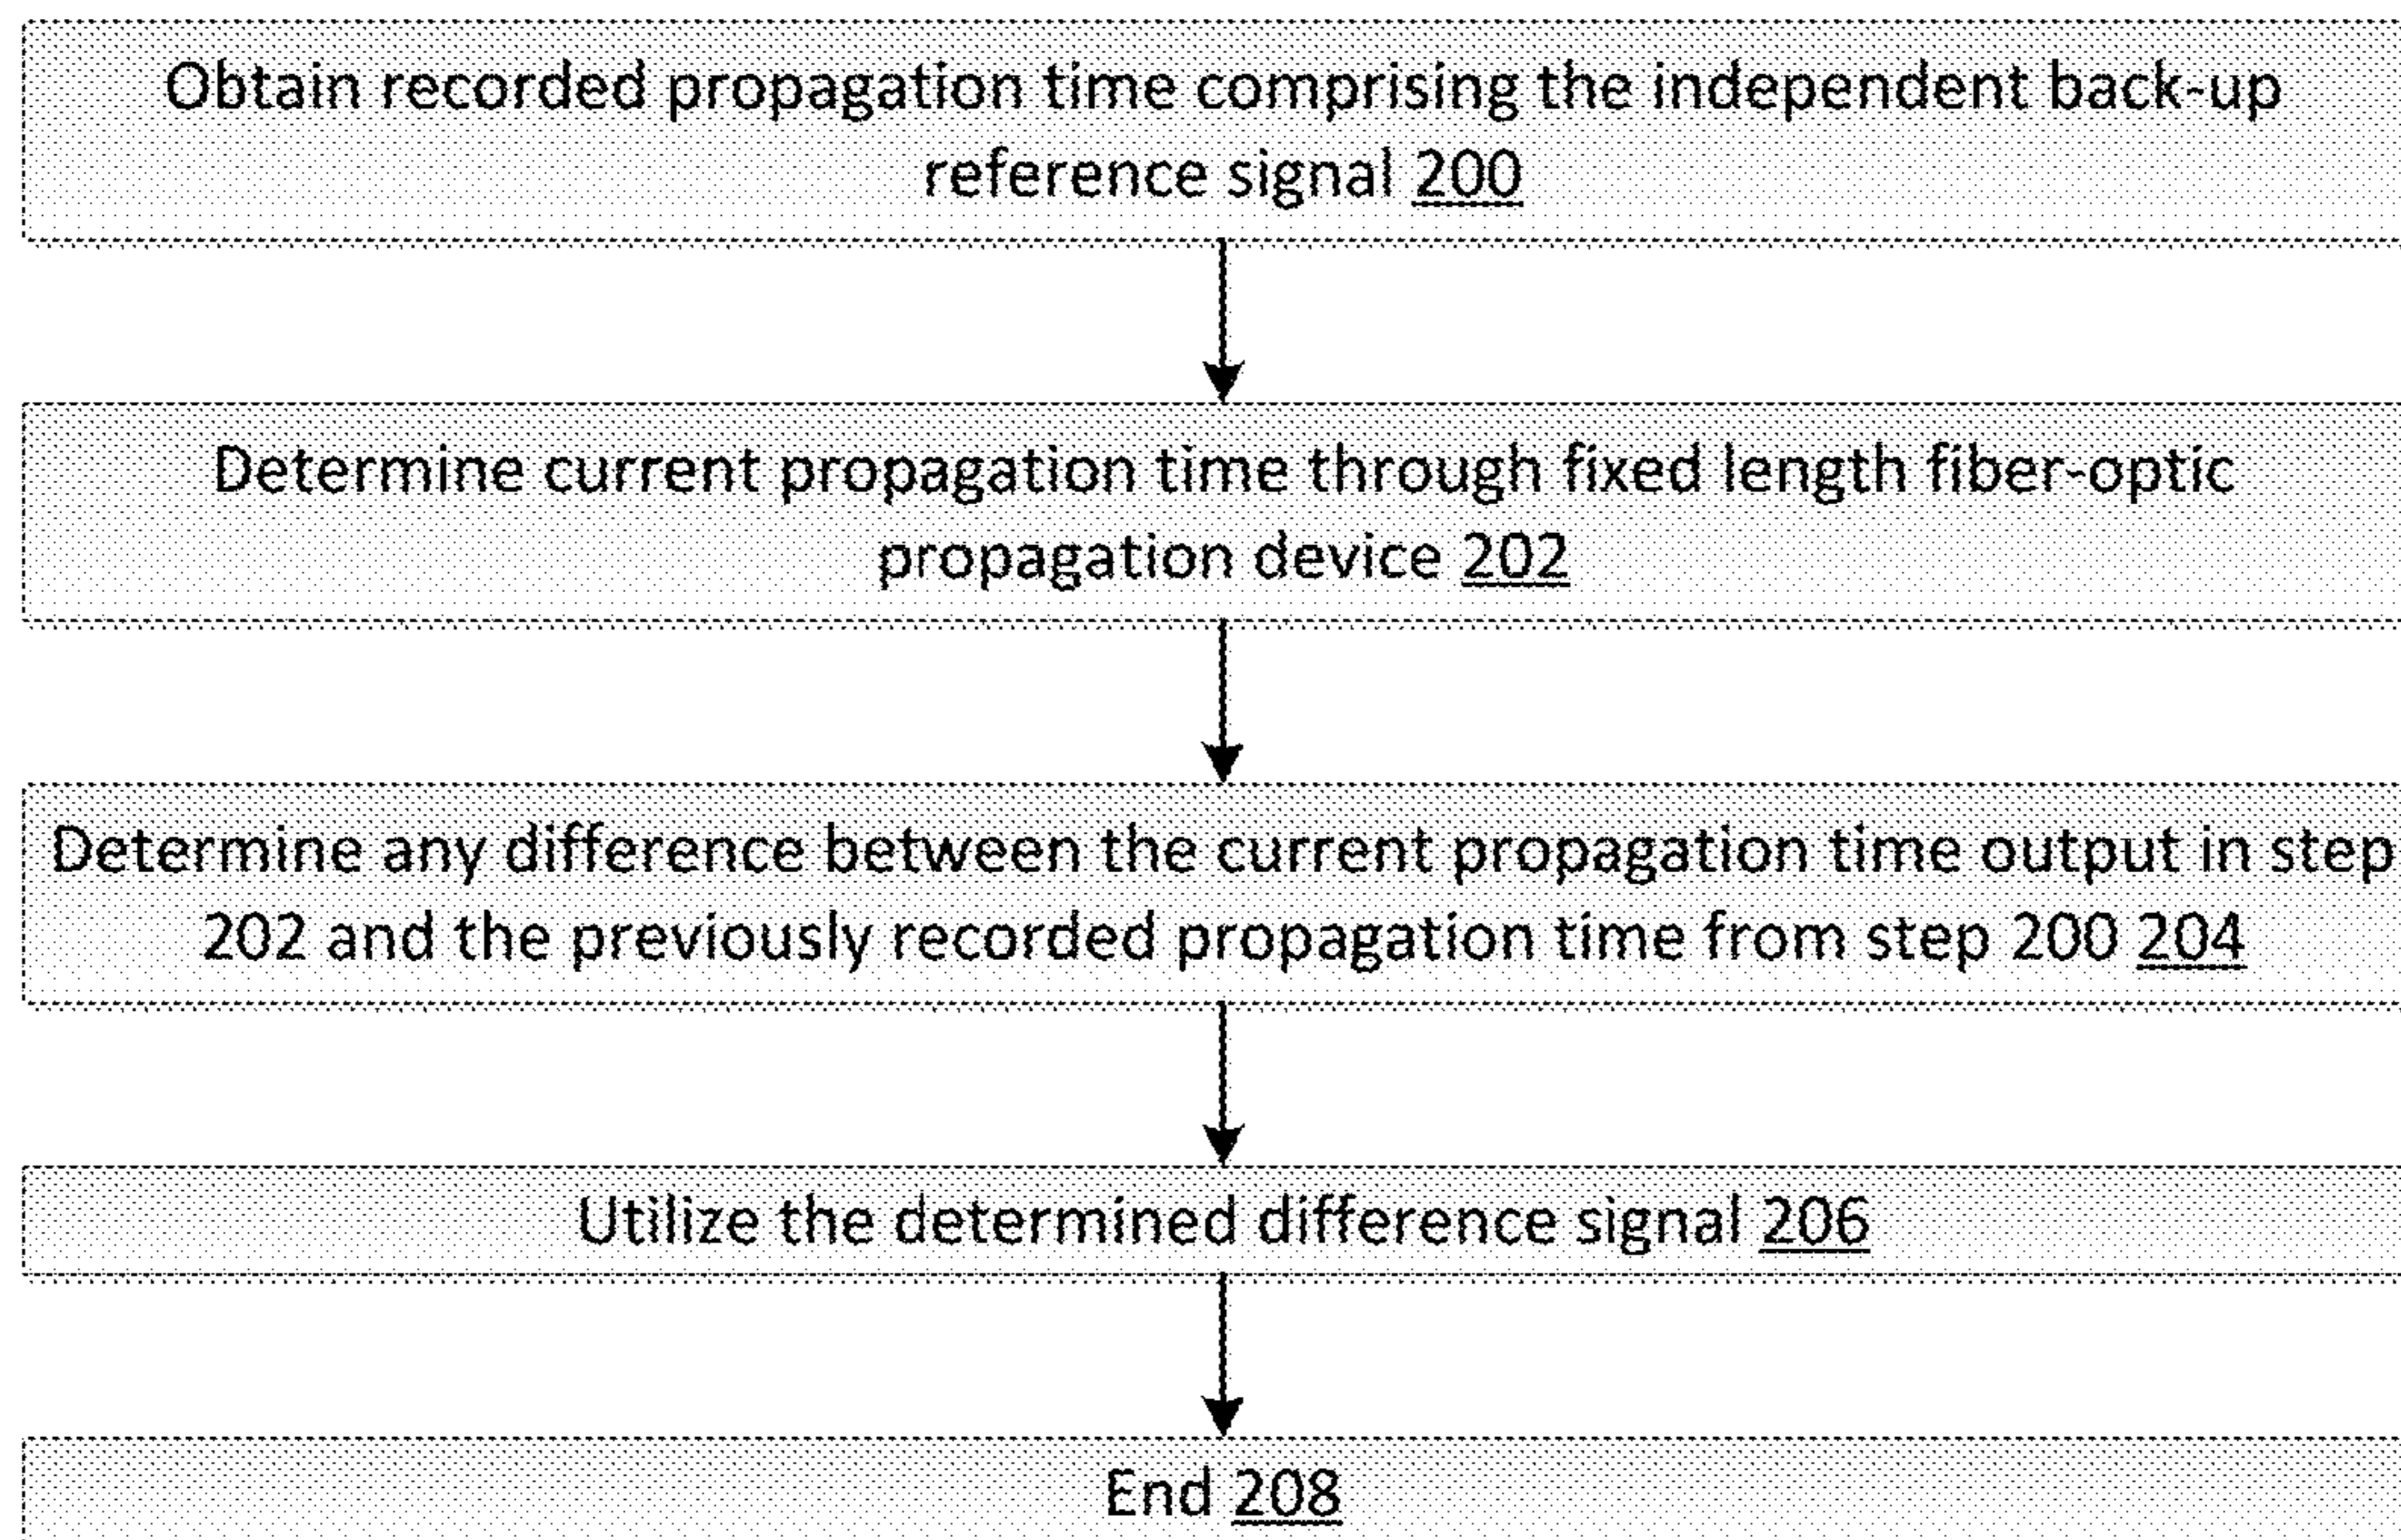 Obtain recorded propagation time comprising the independent back-up
reference signal 200
Determine current propagation time through fixed length fiber-optic
propagation device 202
Determine any difference between the current propagation time output in step
202 and the previously recorded propagation time from step 200 204
Utilize the determined difference signal 206
End 208